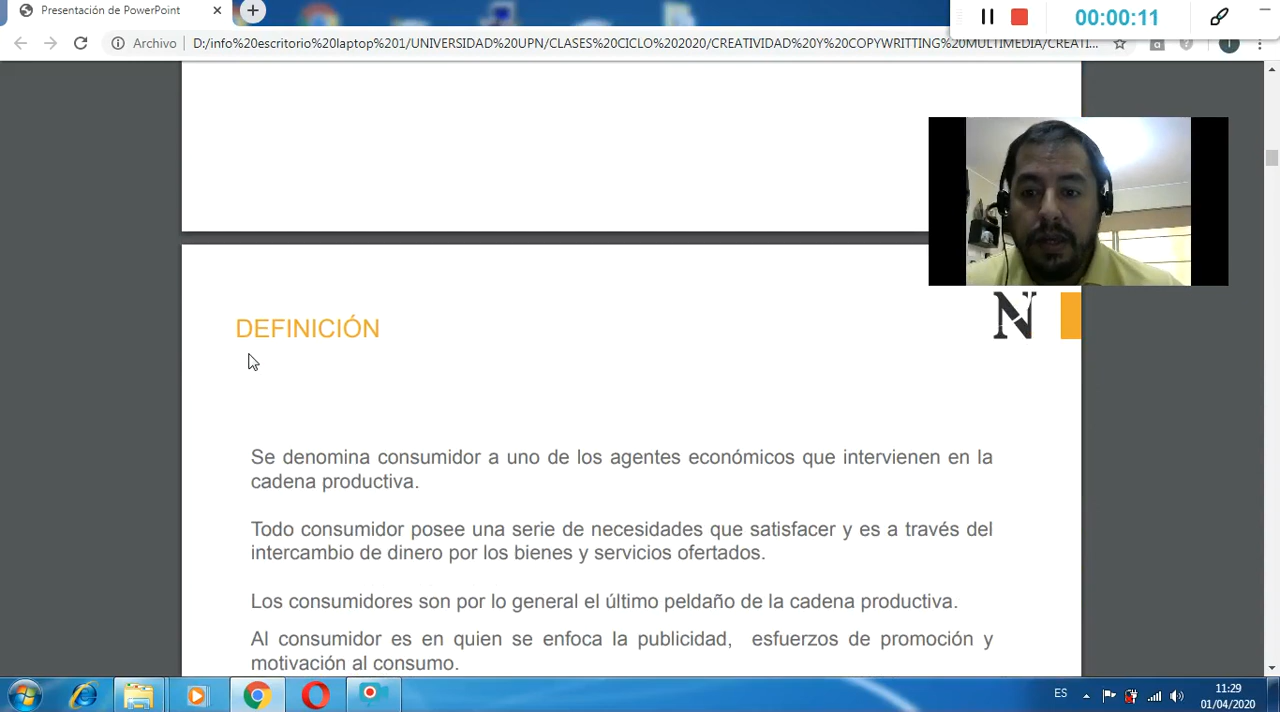 Presentación de PowerPoint
00:00:11
Archivo
D:/info%20escritorio%20laptop%201/UNIVERSIDAD%20UPN/CLASES%20CICLO%202020/CREATIVIDAD%20Y%20COPYWRITTING%20MULTIMEDIA/CREATI...
N
DEFINICIÓN
Se denomina consumidor a uno de los agentes económicos que intervienen en la
cadena productiva.
Todo consumidor posee una serie de necesidades que satisfacer y es a través del
intercambio de dinero por los bienes y servicios ofertados.
Los consumidores son por lo general el último peldaño de la cadena productiva.
Al consumidor es en quien se enfoca la publicidad, esfuerzos de promoción y
motivación al consumo.
ES
11:29
01/04/2020